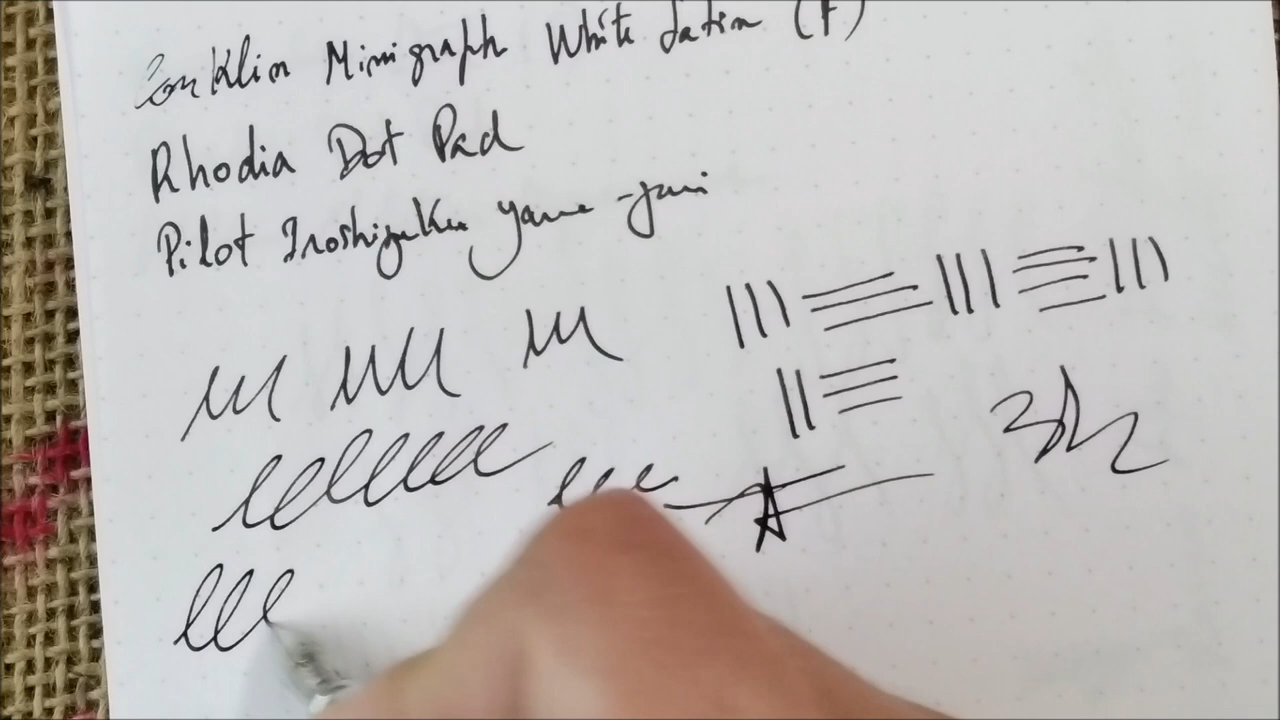 Conklin Minigraph White Satin (F)
Rhodia Dot Pad
Pilot Iroshizuku yama-guri